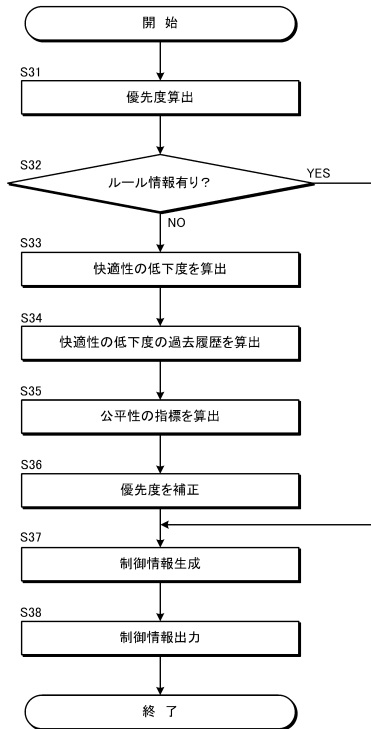 開 始
S31
優先度算出
S32
ルール情報有り?
YES
NO
S33
快適性の低下度を算出
S34
快適性の低下度の過去履歴を算出
S35
公平性の指標を算出
S36
優先度を補正
S37
制御情報生成
S38
制御情報出力
終 了